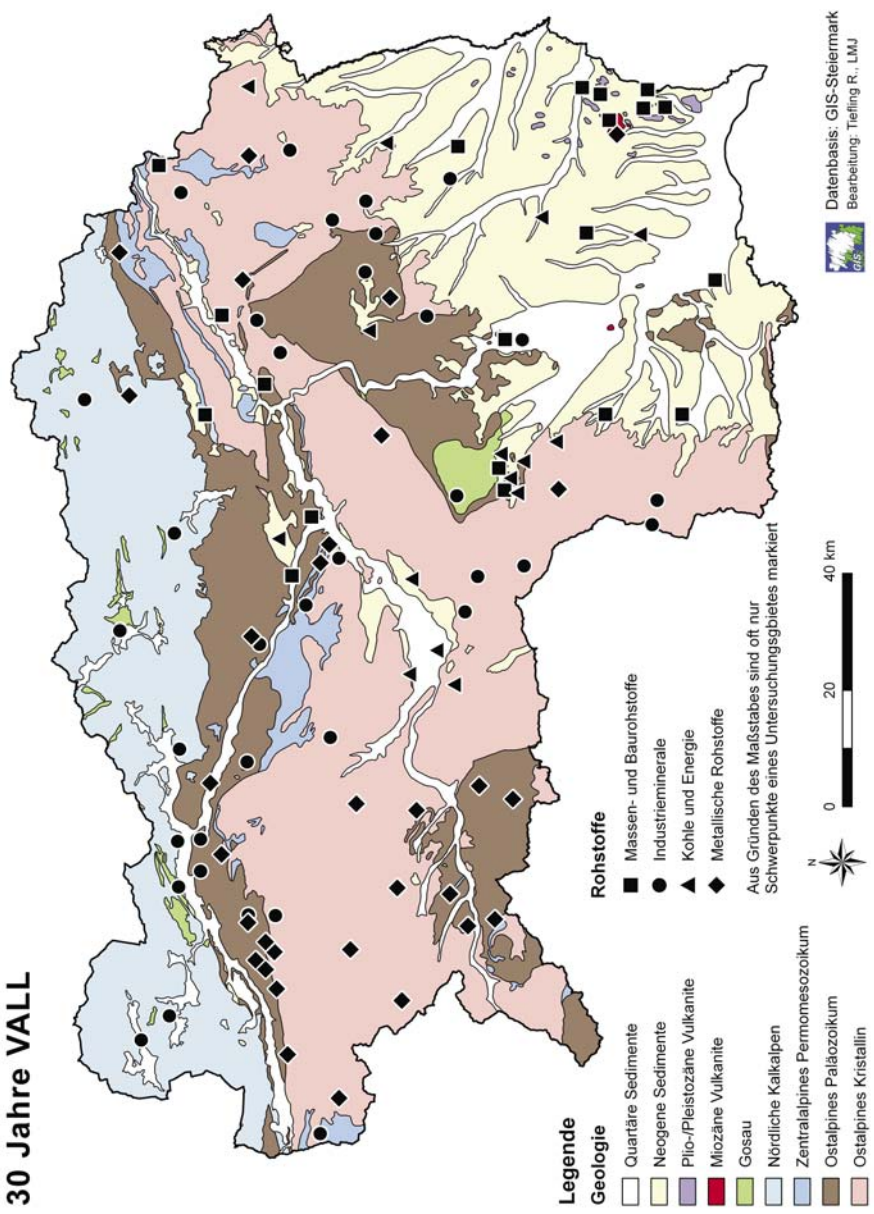 30 Jahre VALL
Legende
Geologie
Quartäre Sedimente
Neogene Sedimente
Plio-/Pleistozäne Vulkanite
Miozäne Vulkanite
Gosau
Nördliche Kalkalpen
Zentralalpines Permomesozoikum
Ostalpines Paläozoikum
Ostalpines Kristallin
Rohstoffe
Massen- und Baurohstoffe
Industrieminerale
Kohle und Energie
Metallische Rohstoffe
Aus Gründen des Maßstabes sind oft nur
Schwerpunkte eines Untersuchungsgbietes markiert
N
0 20 40 km
GIS
Datenbasis: GIS-Steiermark
Bearbeitung: Tiefling R., LMJ